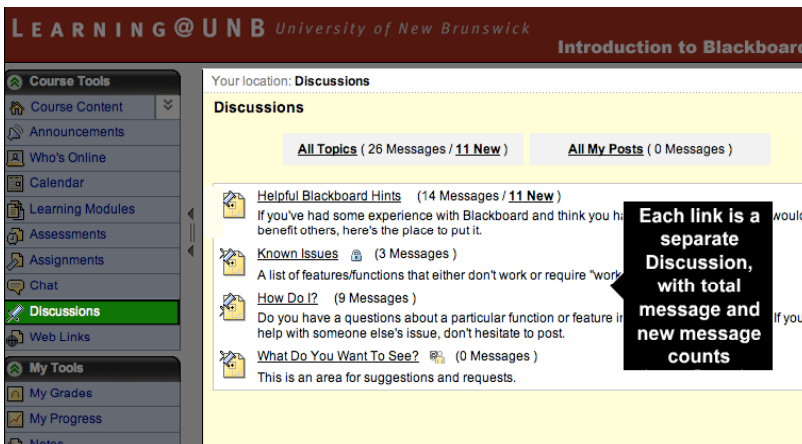 LEARNING@UNB University of New Brunswick
Introduction to Blackboard
Course Tools
Course Content
Announcements
Who's Online
Calendar
Learning Modules
Assessments
Assignments
Chat
Discussions
Web Links
My Tools
My Grades
My Progress
Notes
Your location: Discussions
Discussions
All Topics ( 26 Messages / 11 New )
All My Posts ( 0 Messages )
Helpful Blackboard Hints (14 Messages / 11 New )
If you've had some experience with Blackboard and think you would
benefit others, here's the place to put it.
Known Issues (3 Messages )
A list of features/functions that either don't work or require "work
How Do I? (9 Messages )
Do you have a questions about a particular function or feature If you
help with someone else's issue, don't hesitate to post.
What Do You Want To See? (0 Messages )
This is an area for suggestions and requests.
Each link is a
separate
Discussion,
with total
message and
new message
counts